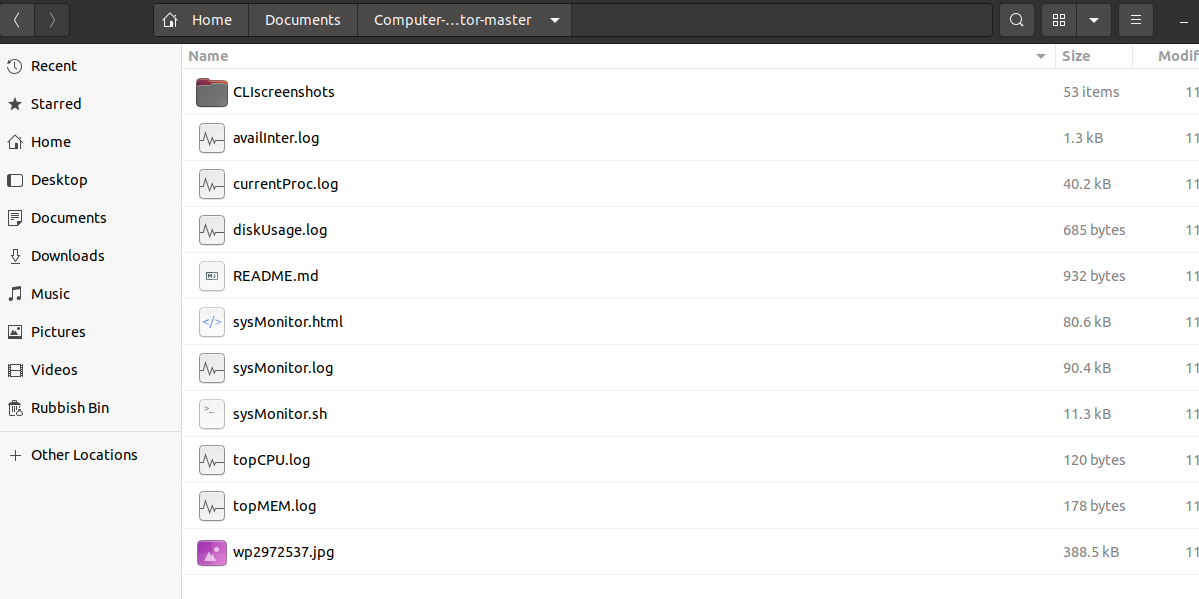 Home Documents Computer-...tor-master
Name Size Modif
Recent
Starred
Home
Desktop
Documents
Downloads
Music
Pictures
Videos
Rubbish Bin
Other Locations
CLIscreenshots 53 items 11
availInter.log 1.3 kB 11
currentProc.log 40.2 kB 11
diskUsage.log 685 bytes 11
README.md 932 bytes 11
sysMonitor.html 80.6 kB 11
sysMonitor.log 90.4 kB 11
sysMonitor.sh 11.3 kB 11
topCPU.log 120 bytes 11
topMEM.log 178 bytes 11
wp2972537.jpg 388.5 kB 11